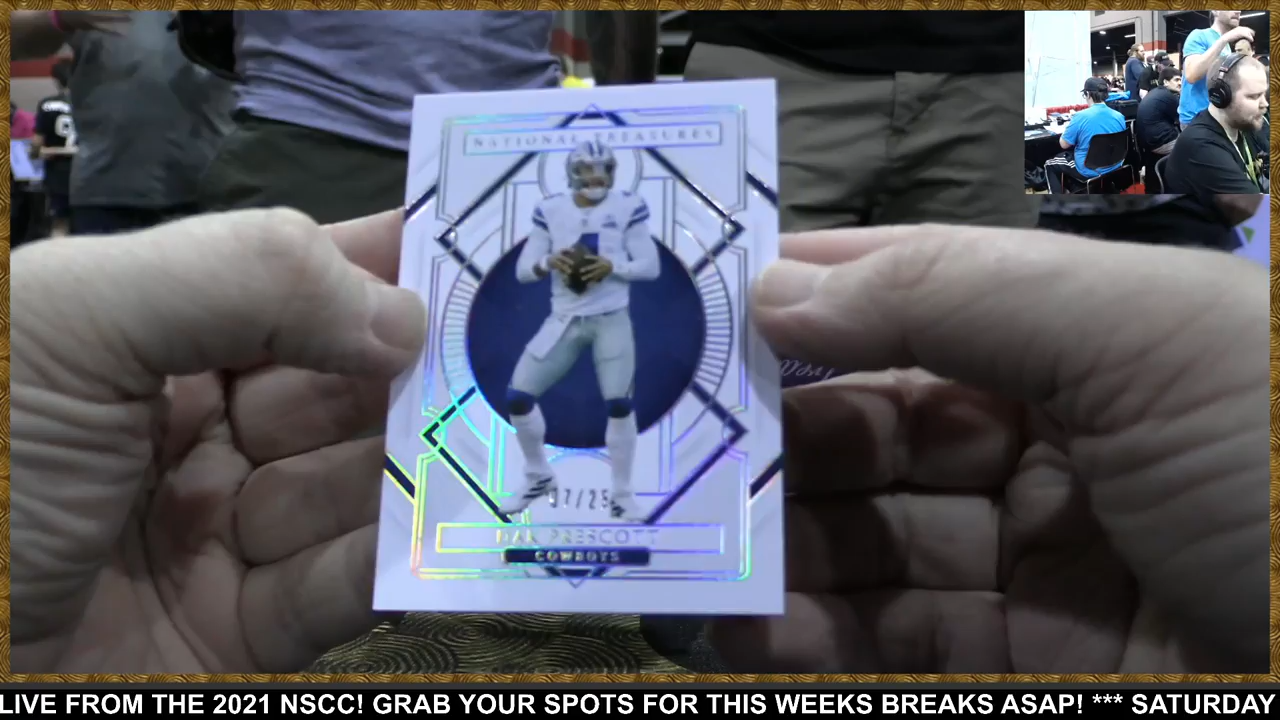 NATIONAL TREASURES
07/25
DAK PRESCOTT
COWBOYS
LIVE FROM THE 2021 NSCC! GRAB YOUR SPOTS FOR THIS WEEKS BREAKS ASAP! *** SATURDAY